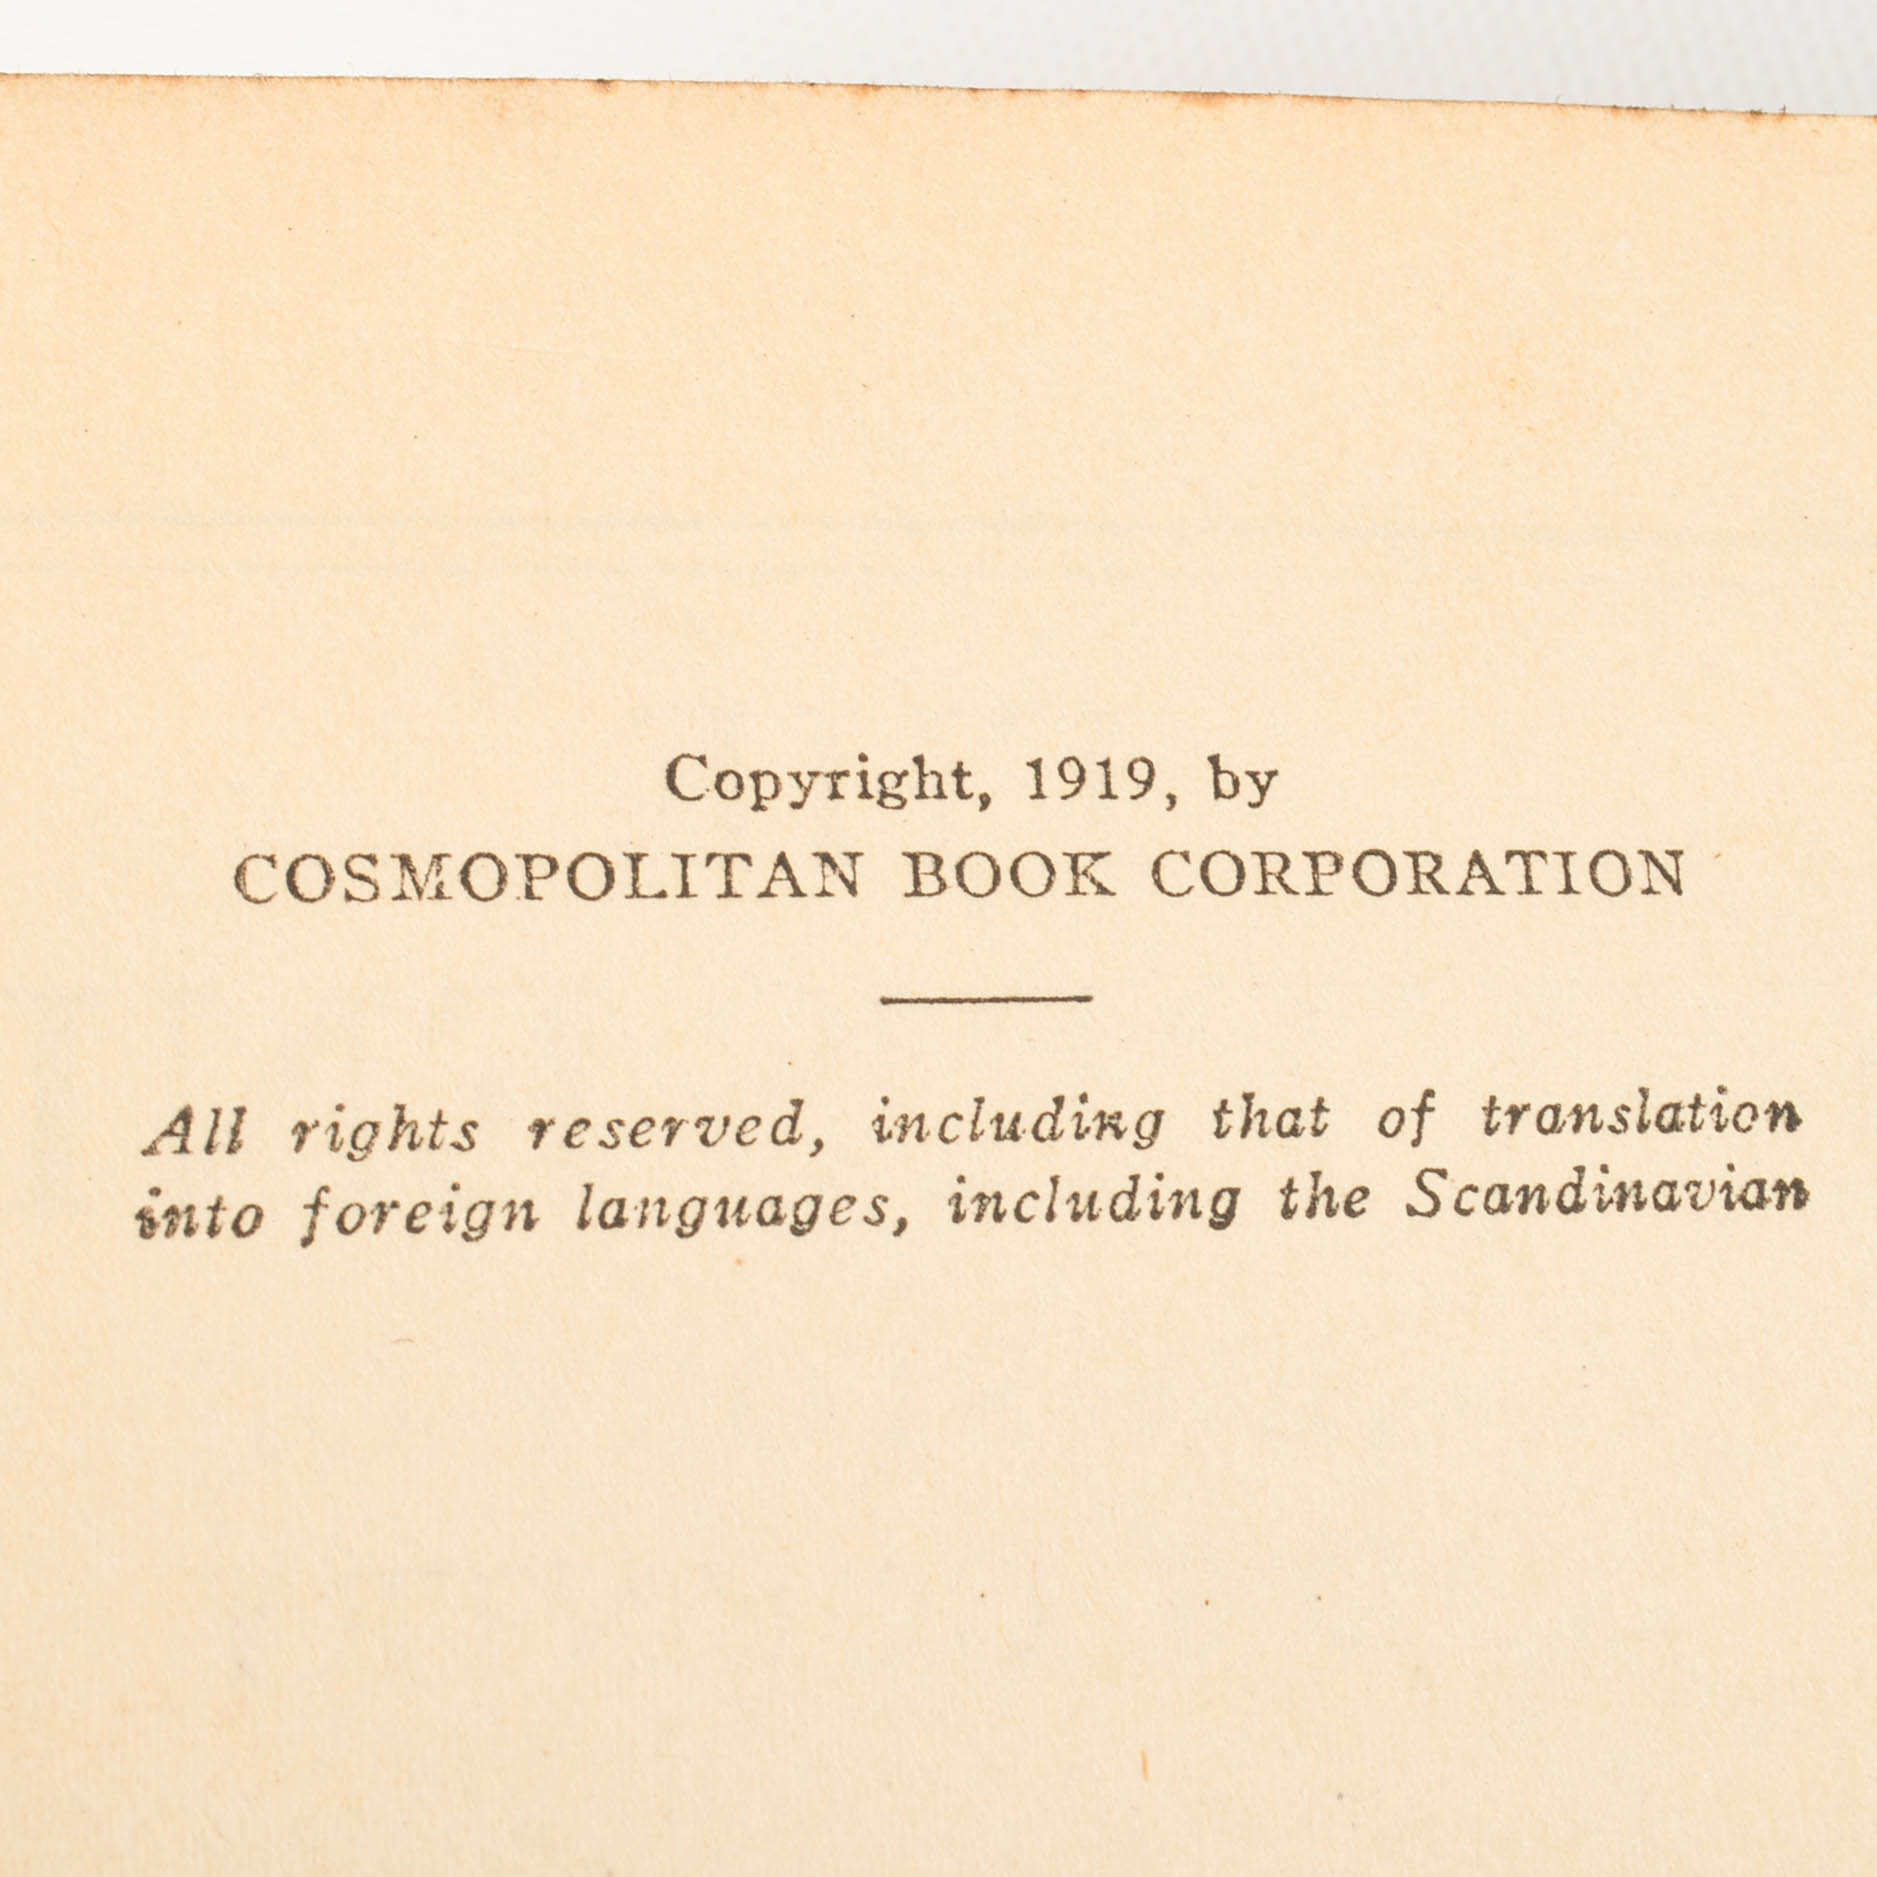 Copyright, 1919, by
COSMOPOLITAN BOOK CORPORATION
All rights reserved, including that of translation
into foreign languages, including the Scandinavian